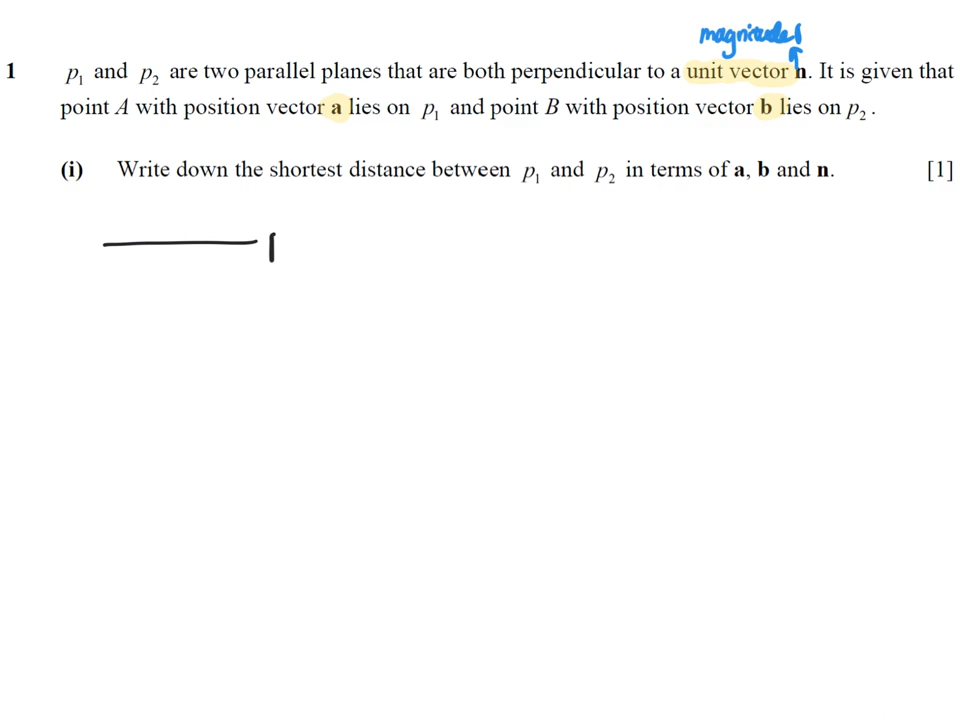 magnitude 1
1 p₁ and p₂ are two parallel planes that are both perpendicular to a unit vector n. It is given that
point A with position vector a lies on p₁ and point B with position vector b lies on p₂.
(i) Write down the shortest distance between p₁ and p₂ in terms of a, b and n. [1]